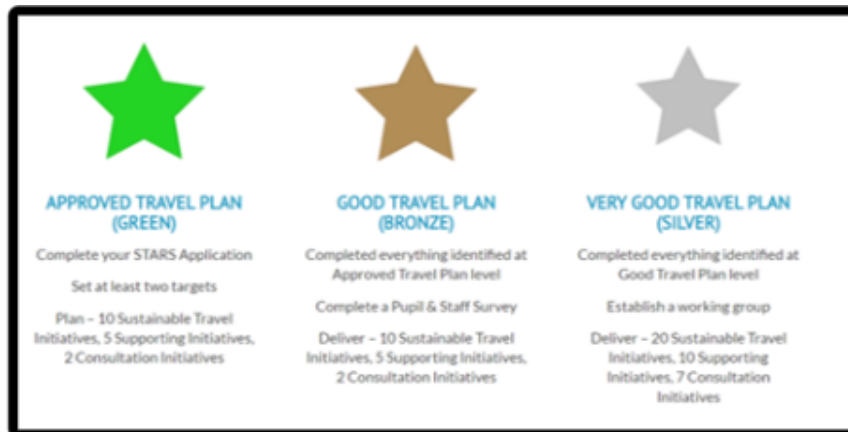 APPROVED TRAVEL PLAN
(GREEN)
Complete your STARS Application
Set at least two targets
Plan – 10 Sustainable Travel
Initiatives, 5 Supporting Initiatives,
2 Consultation Initiatives
GOOD TRAVEL PLAN
(BRONZE)
Completed everything identified at
Approved Travel Plan level
Complete a Pupil & Staff Survey
Deliver – 10 Sustainable Travel
Initiatives, 5 Supporting Initiatives,
2 Consultation Initiatives
VERY GOOD TRAVEL PLAN
(SILVER)
Completed everything identified at
Good Travel Plan level
Establish a working group
Deliver – 20 Sustainable Travel
Initiatives, 10 Supporting
Initiatives, 7 Consultation
Initiatives